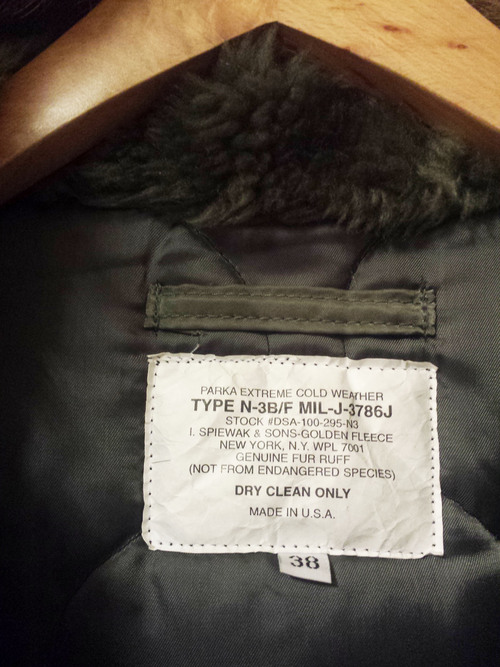 PARKA EXTREME COLD WEATHER
TYPE N-3B/F MIL-J-3786J
STOCK #DSA-100-295-N3
I. SPIEWAK & SONS-GOLDEN FLEECE
NEW YORK, N.Y. WPL 7001
GENUINE FUR RUFF
(NOT FROM ENDANGERED SPECIES)
DRY CLEAN ONLY
MADE IN U.S.A.
38